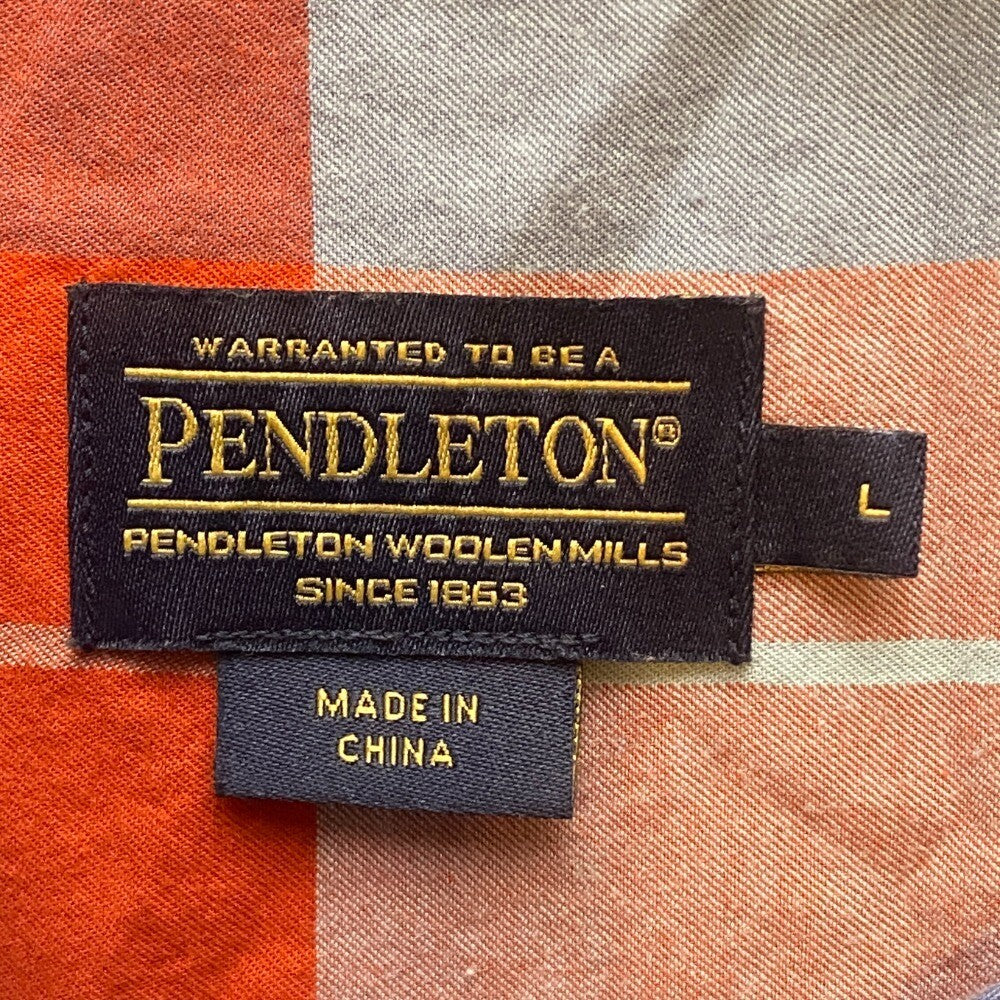 WARRANTED TO BE A
PENDLETON®
PENDLETON WOOLEN MILLS
SINCE 1863
L
MADE IN
CHINA